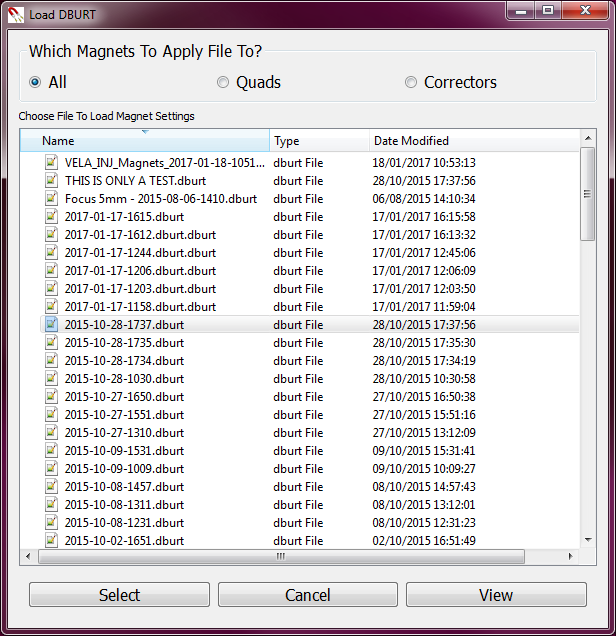 Load DBURT
Which Magnets To Apply File To?
All Quads Correctors
Choose File To Load Magnet Settings
Name Type Date Modified
VELA_INJ_Magnets_2017-01-18-1051... dburt File 18/01/2017 10:53:13
THIS IS ONLY A TEST.dburt dburt File 28/10/2015 17:37:56
Focus 5mm - 2015-08-06-1410.dburt dburt File 06/08/2015 14:10:34
2017-01-17-1615.dburt dburt File 17/01/2017 16:15:58
2017-01-17-1612.dburt.dburt dburt File 17/01/2017 16:13:32
2017-01-17-1244.dburt.dburt dburt File 17/01/2017 12:45:06
2017-01-17-1206.dburt.dburt dburt File 17/01/2017 12:06:09
2017-01-17-1203.dburt.dburt dburt File 17/01/2017 12:03:50
2017-01-17-1158.dburt.dburt dburt File 17/01/2017 11:59:04
2015-10-28-1737.dburt dburt File 28/10/2015 17:37:56
2015-10-28-1735.dburt dburt File 28/10/2015 17:35:30
2015-10-28-1734.dburt dburt File 28/10/2015 17:34:19
2015-10-28-1030.dburt dburt File 28/10/2015 10:30:58
2015-10-27-1650.dburt dburt File 27/10/2015 16:50:38
2015-10-27-1551.dburt dburt File 27/10/2015 15:51:16
2015-10-27-1310.dburt dburt File 27/10/2015 13:12:09
2015-10-09-1531.dburt dburt File 09/10/2015 15:31:41
2015-10-09-1009.dburt dburt File 09/10/2015 10:09:27
2015-10-08-1457.dburt dburt File 08/10/2015 14:57:43
2015-10-08-1311.dburt dburt File 08/10/2015 13:12:01
2015-10-08-1231.dburt dburt File 08/10/2015 12:31:23
2015-10-02-1651.dburt dburt File 02/10/2015 16:51:49
Select Cancel View